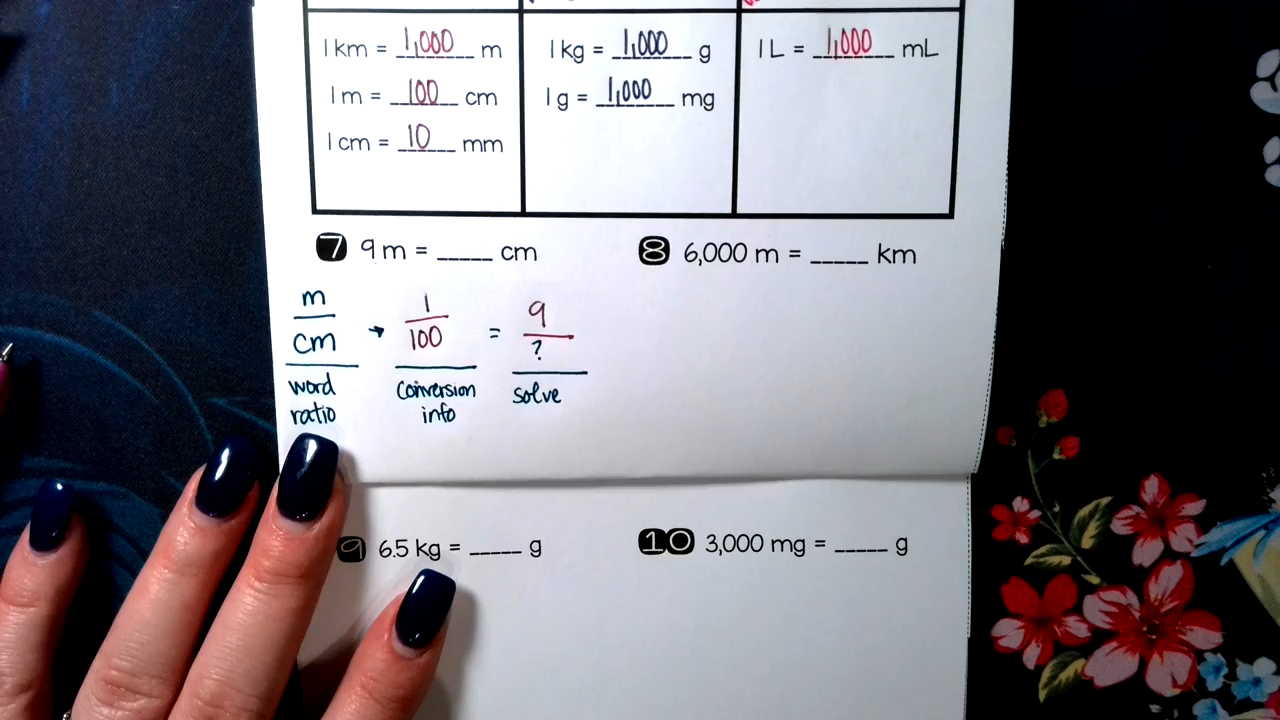 1 km = 1,000 m
1 m = 100 cm
1 cm = 10 mm
1 kg = 1,000 g
1 g = 1,000 mg
1 L = 1,000 mL
7 9 m = _____ cm
m
cm
word
ratio
→
1
100
conversion
info
=
9
?
solve
8 6,000 m = _____ km
9 6.5 kg = _____ g
10 3,000 mg = _____ g